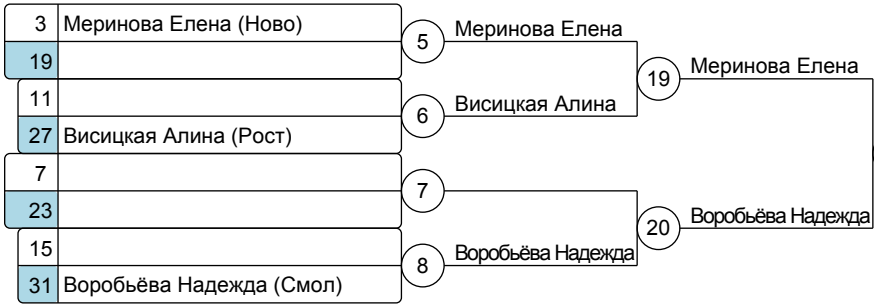 3 Меринова Елена (Ново)
19
11
27 Висицкая Алина (Рост)
7
23
15
31 Воробьёва Надежда (Смол)
5 Меринова Елена
6 Висицкая Алина
7
8 Воробьёва Надежда
19 Меринова Елена
20 Воробьёва Надежда